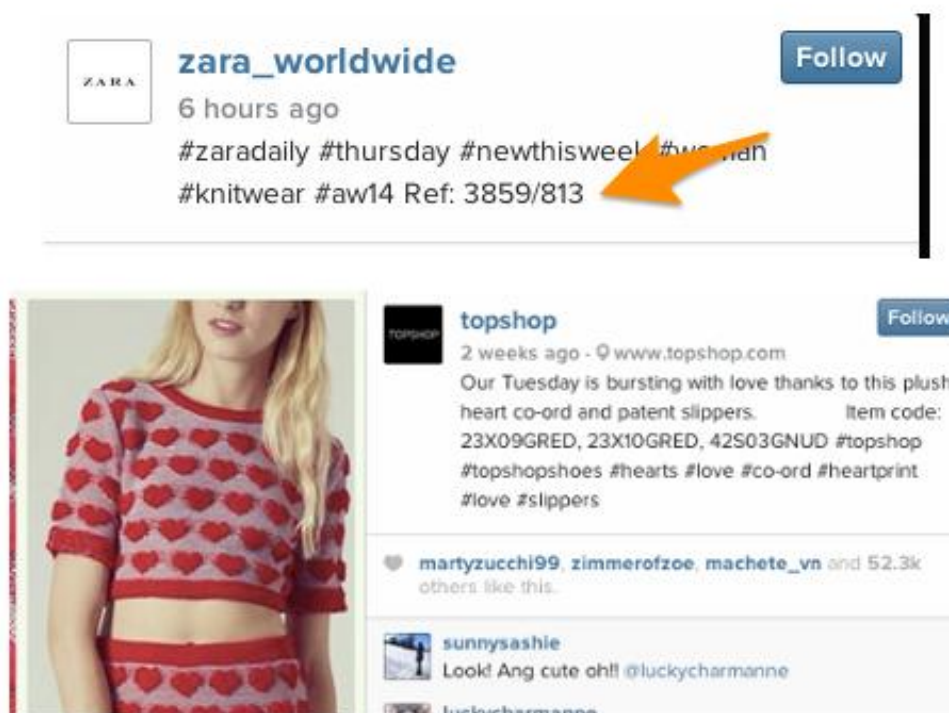 ZARA
zara_worldwide
Follow
6 hours ago
#zaradaily #thursday #newthisweek #woman
#knitwear #aw14 Ref: 3859/813
TOPSHOP
topshop
Follow
2 weeks ago - www.topshop.com
Our Tuesday is bursting with love thanks to this plush
heart co-ord and patent slippers. Item code:
23X09GRED, 23X10GRED, 42S03GNUD #topshop
#topshopshoes #hearts #love #co-ord #heartprint
#love #slippers
martyzucchi99, zimmerofzoe, machete_vn and 52.3k
others like this.
sunnysashie
Look! Ang cute oh!! @luckycharmanne
luckycharmanne